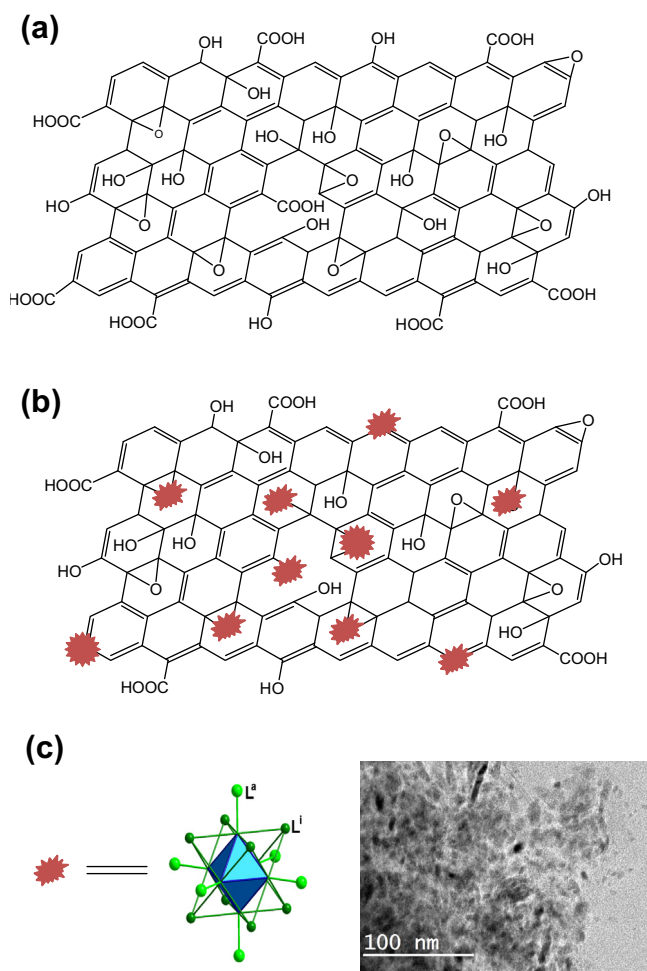 (a)
OH COOH OH COOH
O
OH
HOOC O HO HO O HO
HO HO O HO
HO COOH OH
O OH OH O
O O HO
HOOC COOH
HOOC HO HOOC
(b)
OH COOH COOH
O
OH
HOOC HO O
HO HO HO
HO OH
O OH O
HO
COOH
HOOC HO
(c)
La
Li
100 nm